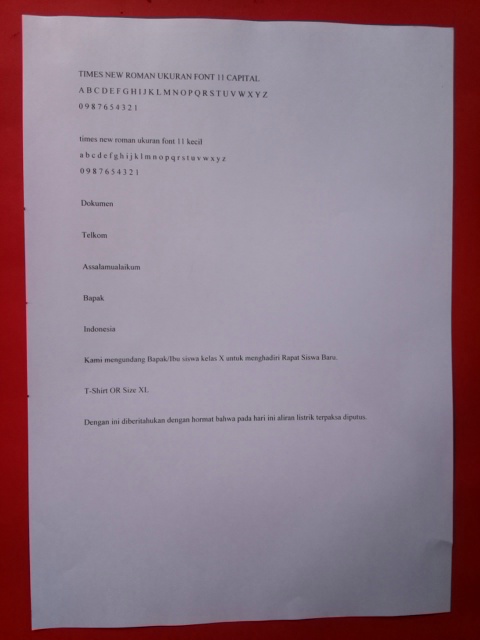 TIMES NEW ROMAN UKURAN FONT 11 CAPITAL
A B C D E F G H I J K L M N O P Q R S T U V W X Y Z
0 9 8 7 6 5 4 3 2 1
times new roman ukuran font 11 kecil
a b c d e f g h i j k l m n o p q r s t u v w x y z
0 9 8 7 6 5 4 3 2 1
Dokumen
Telkom
Assalamualaikum
Bapak
Indonesia
Kami mengundang Bapak/Ibu siswa kelas X untuk menghadiri Rapat Siswa Baru.
T-Shirt OR Size XL
Dengan ini diberitahukan dengan hormat bahwa pada hari ini aliran listrik terpaksa diputus.